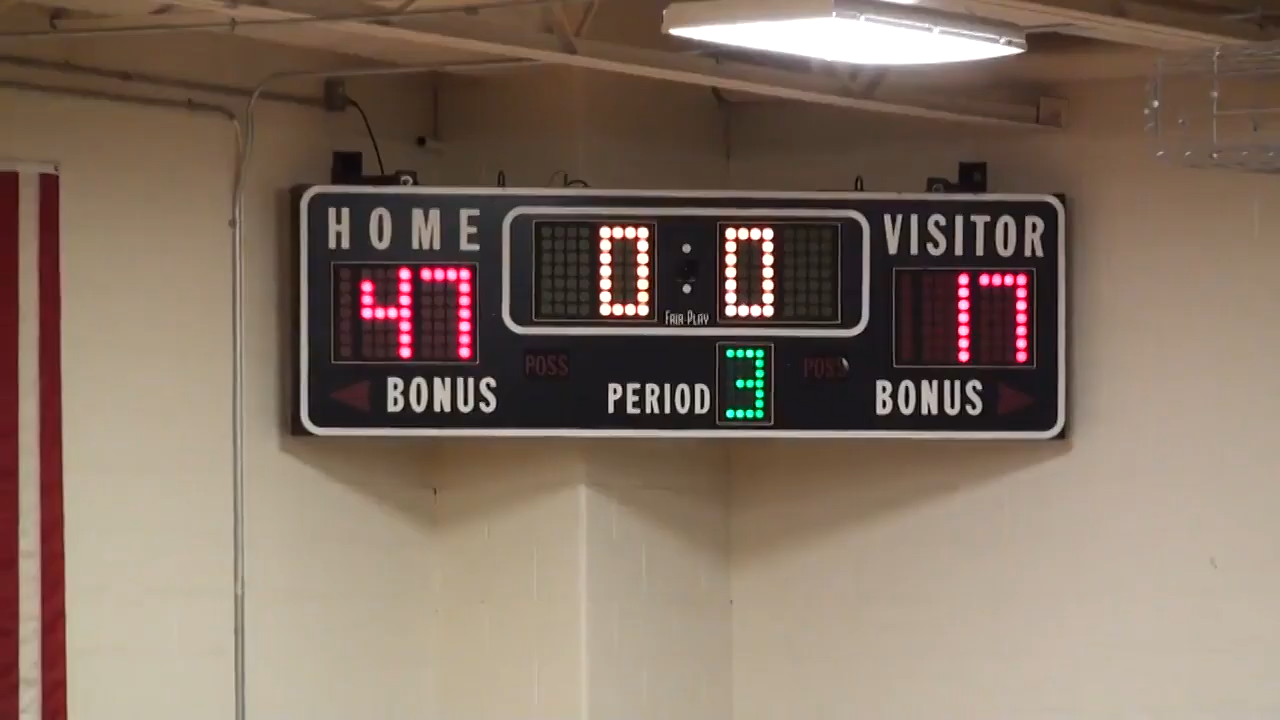 HOME 0:0 VISITOR
47 17
FAIR-PLAY
POSS POSS
BONUS PERIOD 3 BONUS